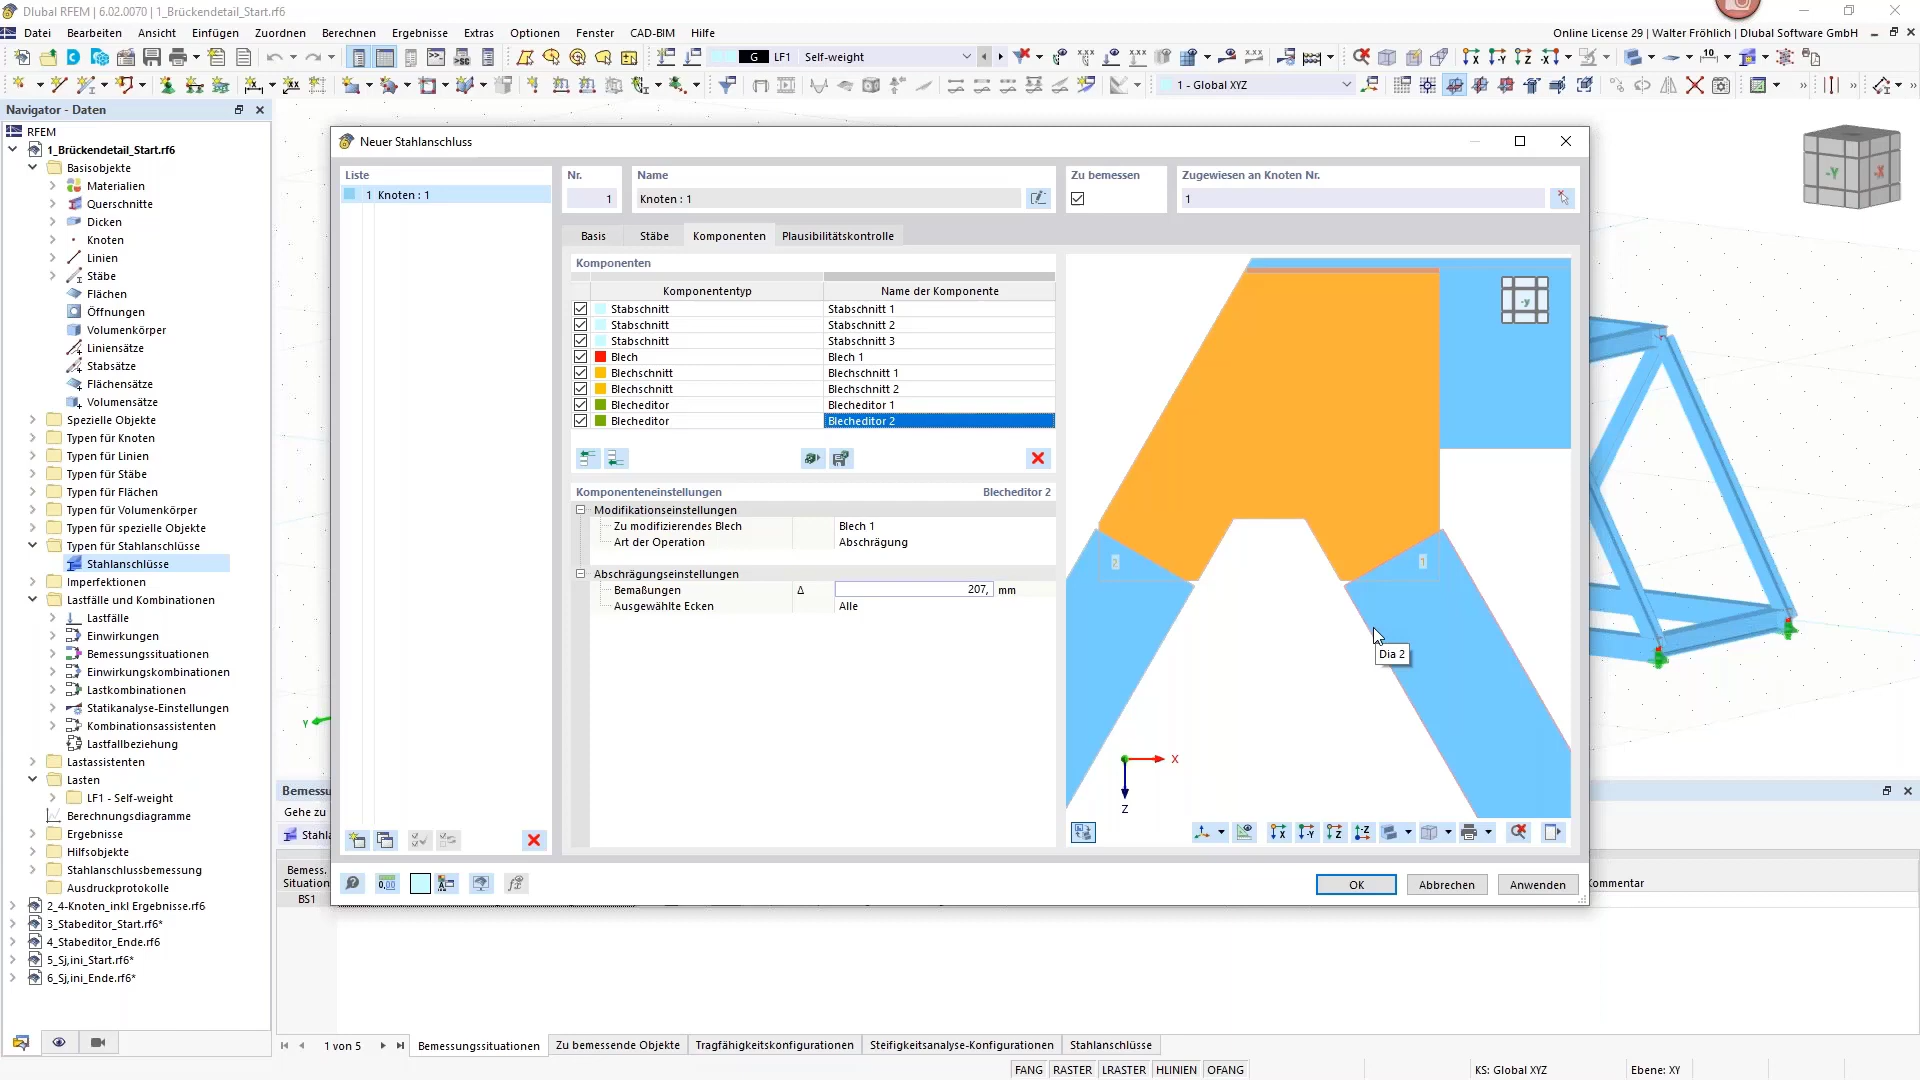 Dlubal RFEM | 6.02.0070 | 1_Brückendetail_Start.rf6
Datei Bearbeiten Ansicht Einfügen Zuordnen Berechnen Ergebnisse Extras Optionen Fenster CAD-BIM Hilfe
Online License 29 | Walter Fröhlich | Dlubal Software GmbH
G LF1 Self-weight
1 - Global XYZ
Navigator - Daten
RFEM
1_Brückendetail_Start.rf6
Basisobjekte
Materialien
Querschnitte
Dicken
Knoten
Linien
Stäbe
Flächen
Öffnungen
Volumenkörper
Liniensätze
Stabsätze
Flächensätze
Volumensätze
Spezielle Objekte
Typen für Knoten
Typen für Linien
Typen für Stäbe
Typen für Flächen
Typen für Volumenkörper
Typen für spezielle Objekte
Typen für Stahlanschlüsse
Stahlanschlüsse
Imperfektionen
Lastfälle und Kombinationen
Lastfälle
Einwirkungen
Bemessungssituationen
Einwirkungskombinationen
Lastkombinationen
Statikanalyse-Einstellungen
Kombinationsassistenten
Lastfallbeziehung
Lastassistenten
Lasten
LF1 - Self-weight
Berechnungsdiagramme
Ergebnisse
Hilfsobjekte
Stahlanschlussbemessung
Ausdruckprotokolle
2_4-Knoten_inkl Ergebnisse.rf6
3_Stabeditor_Start.rf6*
4_Stabeditor_Ende.rf6
5_Sj,ini_Start.rf6*
6_Sj,ini_Ende.rf6*
Neuer Stahlanschluss
Liste
1 Knoten : 1
Nr.
1
Name
Knoten : 1
Zu bemessen
Zugewiesen an Knoten Nr.
1
Basis Stäbe Komponenten Plausibilitätskontrolle
Komponenten
Komponententyp Name der Komponente
Stabschnitt Stabschnitt 1
Stabschnitt Stabschnitt 2
Stabschnitt Stabschnitt 3
Blech Blech 1
Blechschnitt Blechschnitt 1
Blechschnitt Blechschnitt 2
Blecheditor Blecheditor 1
Blecheditor Blecheditor 2
Komponenteneinstellungen Blecheditor 2
Modifikationseinstellungen
Zu modifizierendes Blech Blech 1
Art der Operation Abschrägung
Abschrägungseinstellungen
Bemaßungen Δ 207, mm
Ausgewählte Ecken Alle
-y
2
1
Dia 2
X
Z
OK Abbrechen Anwenden
-Y -X
Y
Bemessu
Gehe zu
Stahla
Bemess.
Situation
BS1
Kommentar
1 von 5 Bemessungssituationen Zu bemessende Objekte Tragfähigkeitskonfigurationen Steifigkeitsanalyse-Konfigurationen Stahlanschlüsse
FANG RASTER LRASTER HLINIEN OFANG KS: Global XYZ Ebene: XY